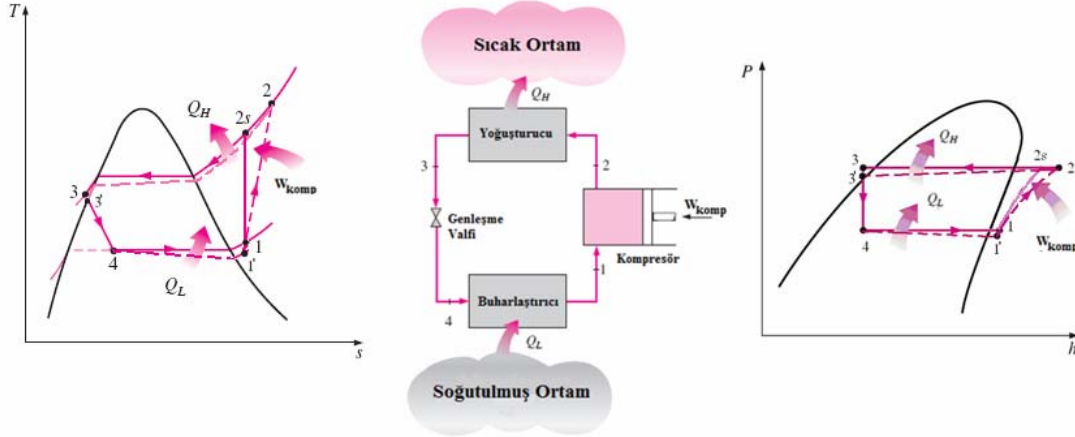 T
Q_H
2
2s
W_komp
3
3'
4
1
1'
Q_L
s
Sıcak Ortam
Q_H
Yoğuşturucu
3
2
Genleşme
Valfi
W_komp
Kompresör
1
4
Buharlaştırıcı
Q_L
Soğutulmuş Ortam
P
Q_H
3
3'
2s
2
Q_L
4
1
1'
W_komp
h